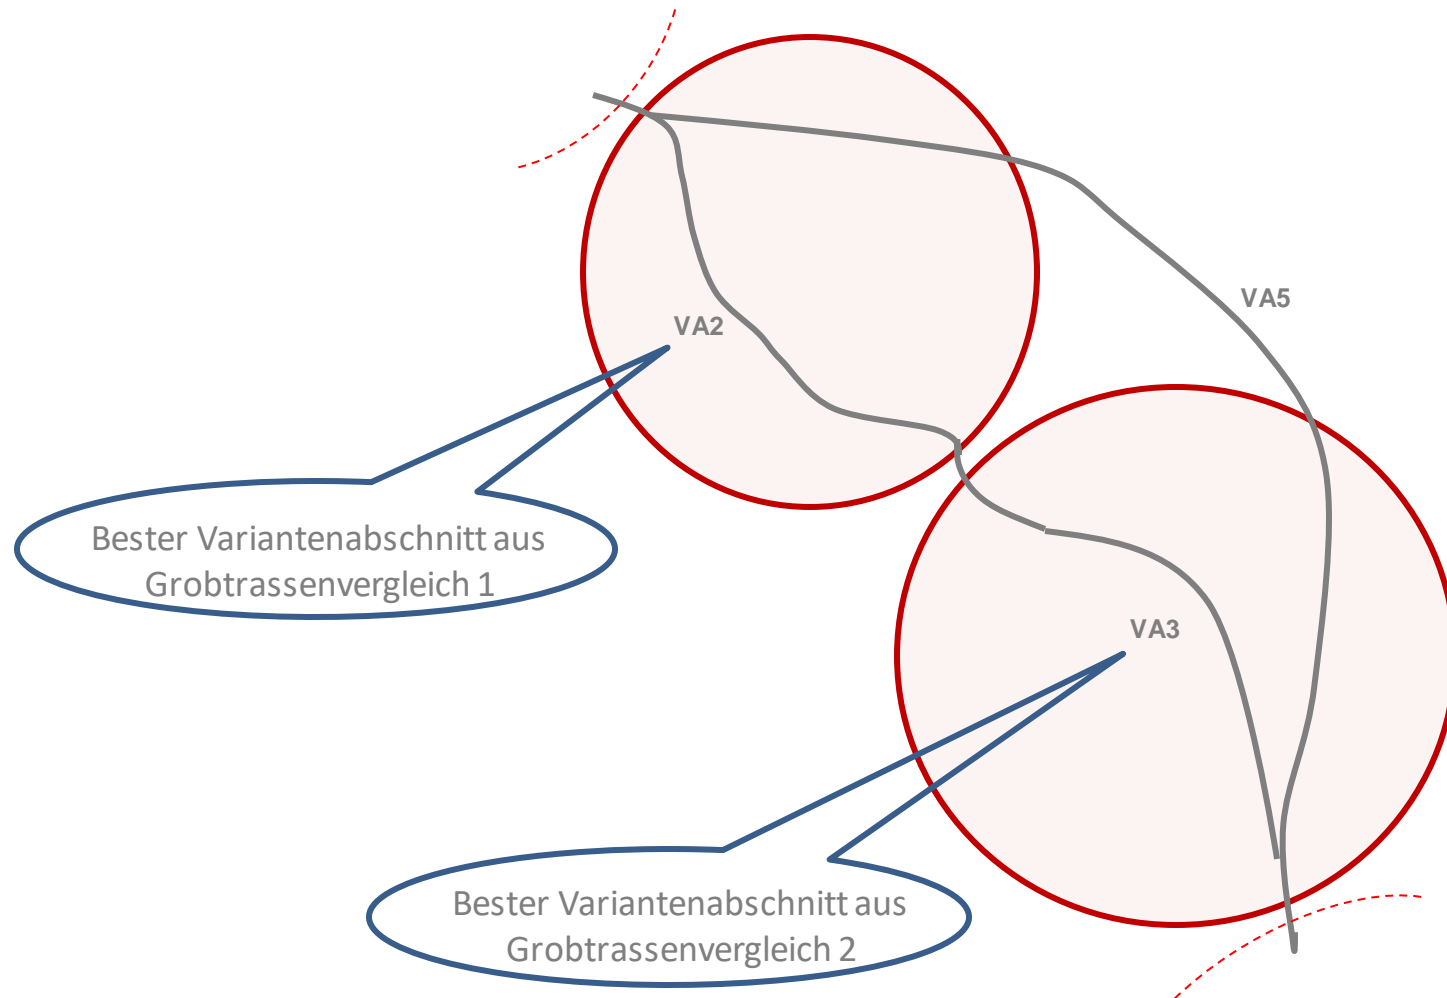 VA5
VA2
Bester Variantenabschnitt aus
Grobtrassenvergleich 1
VA3
Bester Variantenabschnitt aus
Grobtrassenvergleich 2